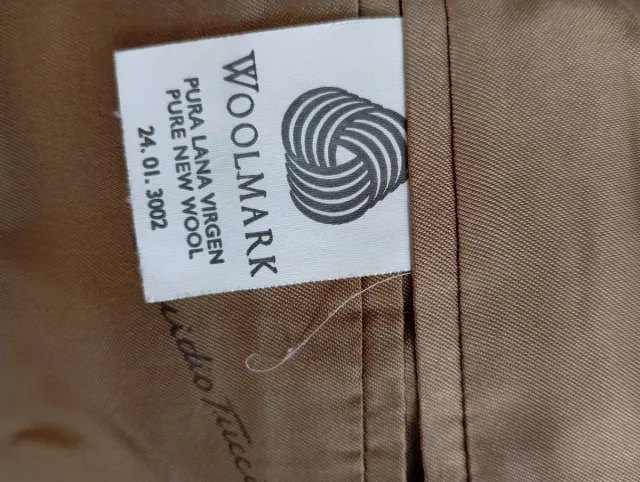 WOOLMARK
PURA LANA VIRGEN
PURE NEW WOOL
24.01.3002